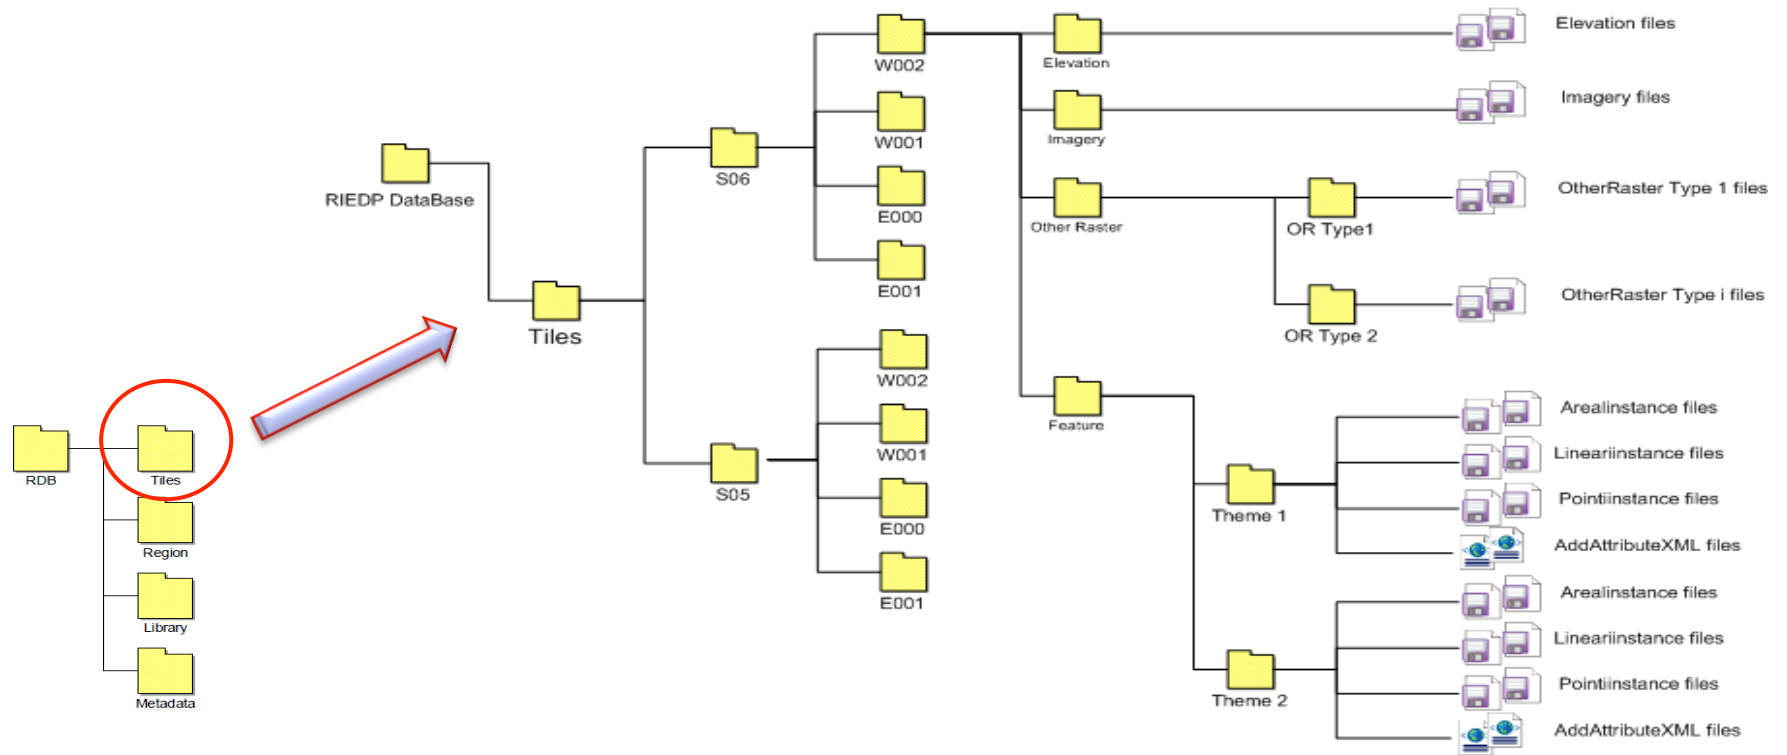 Elevation files
W002
Elevation
Imagery files
W001
Imagery
S06
RIEDP DataBase
E000
Other Raster
OR Type1
OtherRaster Type 1 files
E001
Tiles
OR Type 2
OtherRaster Type i files
W002
Feature
Arealinstance files
W001
Lineariinstance files
S05
Theme 1
Pointiinstance files
E000
AddAttributeXML files
E001
Arealinstance files
Lineariinstance files
Theme 2
Pointiinstance files
AddAttributeXML files
RDB
Tiles
Region
Library
Metadata